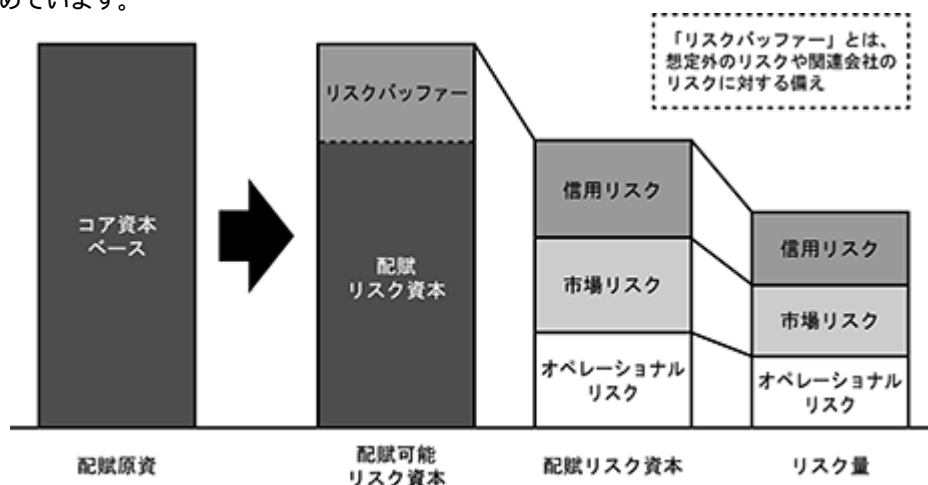 めています。
「リスクバッファー」とは、
想定外のリスクや関連会社の
リスクに対する備え
リスクバッファー
コア資本
ベース
配賦
リスク資本
信用リスク
市場リスク
オペレーショナル
リスク
信用リスク
市場リスク
オペレーショナル
リスク
配賦原資
配賦可能
リスク資本
配賦リスク資本
リスク量